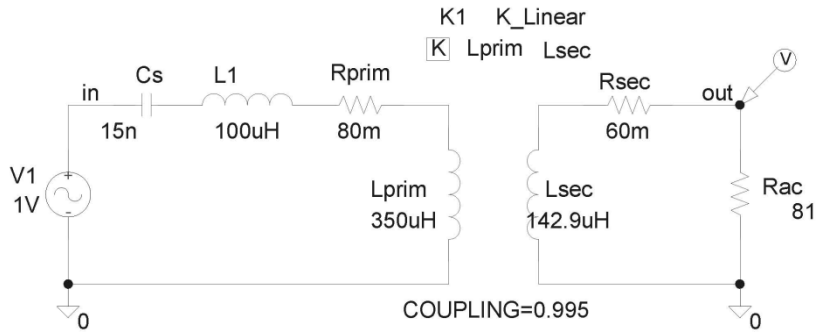 K1 K_Linear
K Lprim Lsec
Cs L1 Rprim Rsec
in out V
15n 100uH 80m 60m
V1 + Lprim Lsec Rac
1V - 350uH 142.9uH 81
COUPLING=0.995
0 0